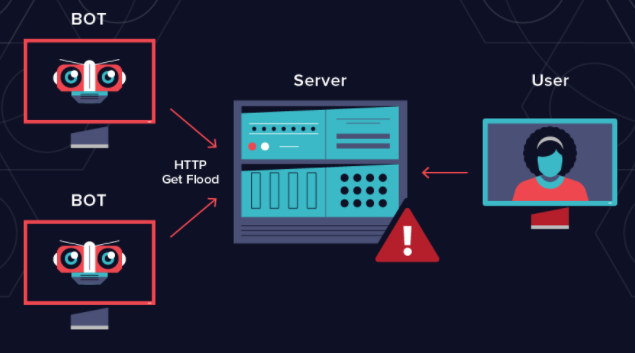 BOT
Server
User
HTTP
Get Flood
BOT
!